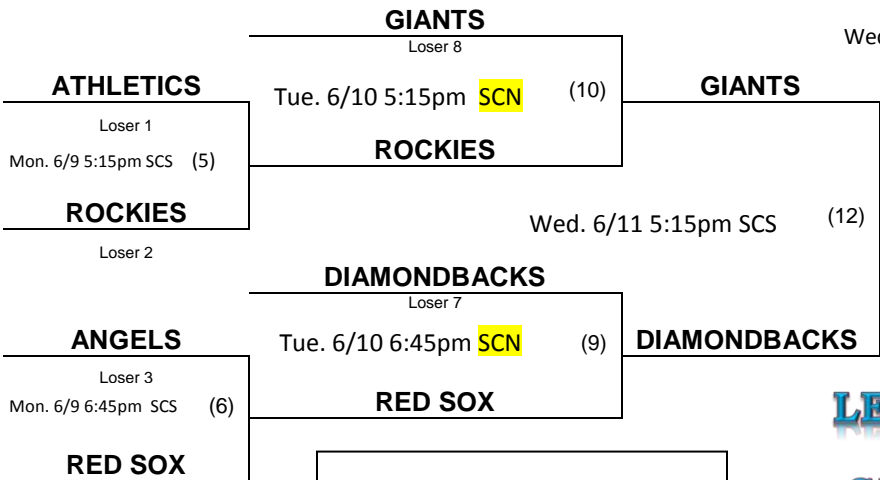 GIANTS
Loser 8
Wed
ATHLETICS
Tue. 6/10 5:15pm SCN (10)
GIANTS
Loser 1
Mon. 6/9 5:15pm SCS (5)
ROCKIES
ROCKIES
Wed. 6/11 5:15pm SCS (12)
Loser 2
DIAMONDBACKS
Loser 7
ANGELS
Tue. 6/10 6:45pm SCN (9)
DIAMONDBACKS
Loser 3
Mon. 6/9 6:45pm SCS (6)
RED SOX
LE
RED SOX